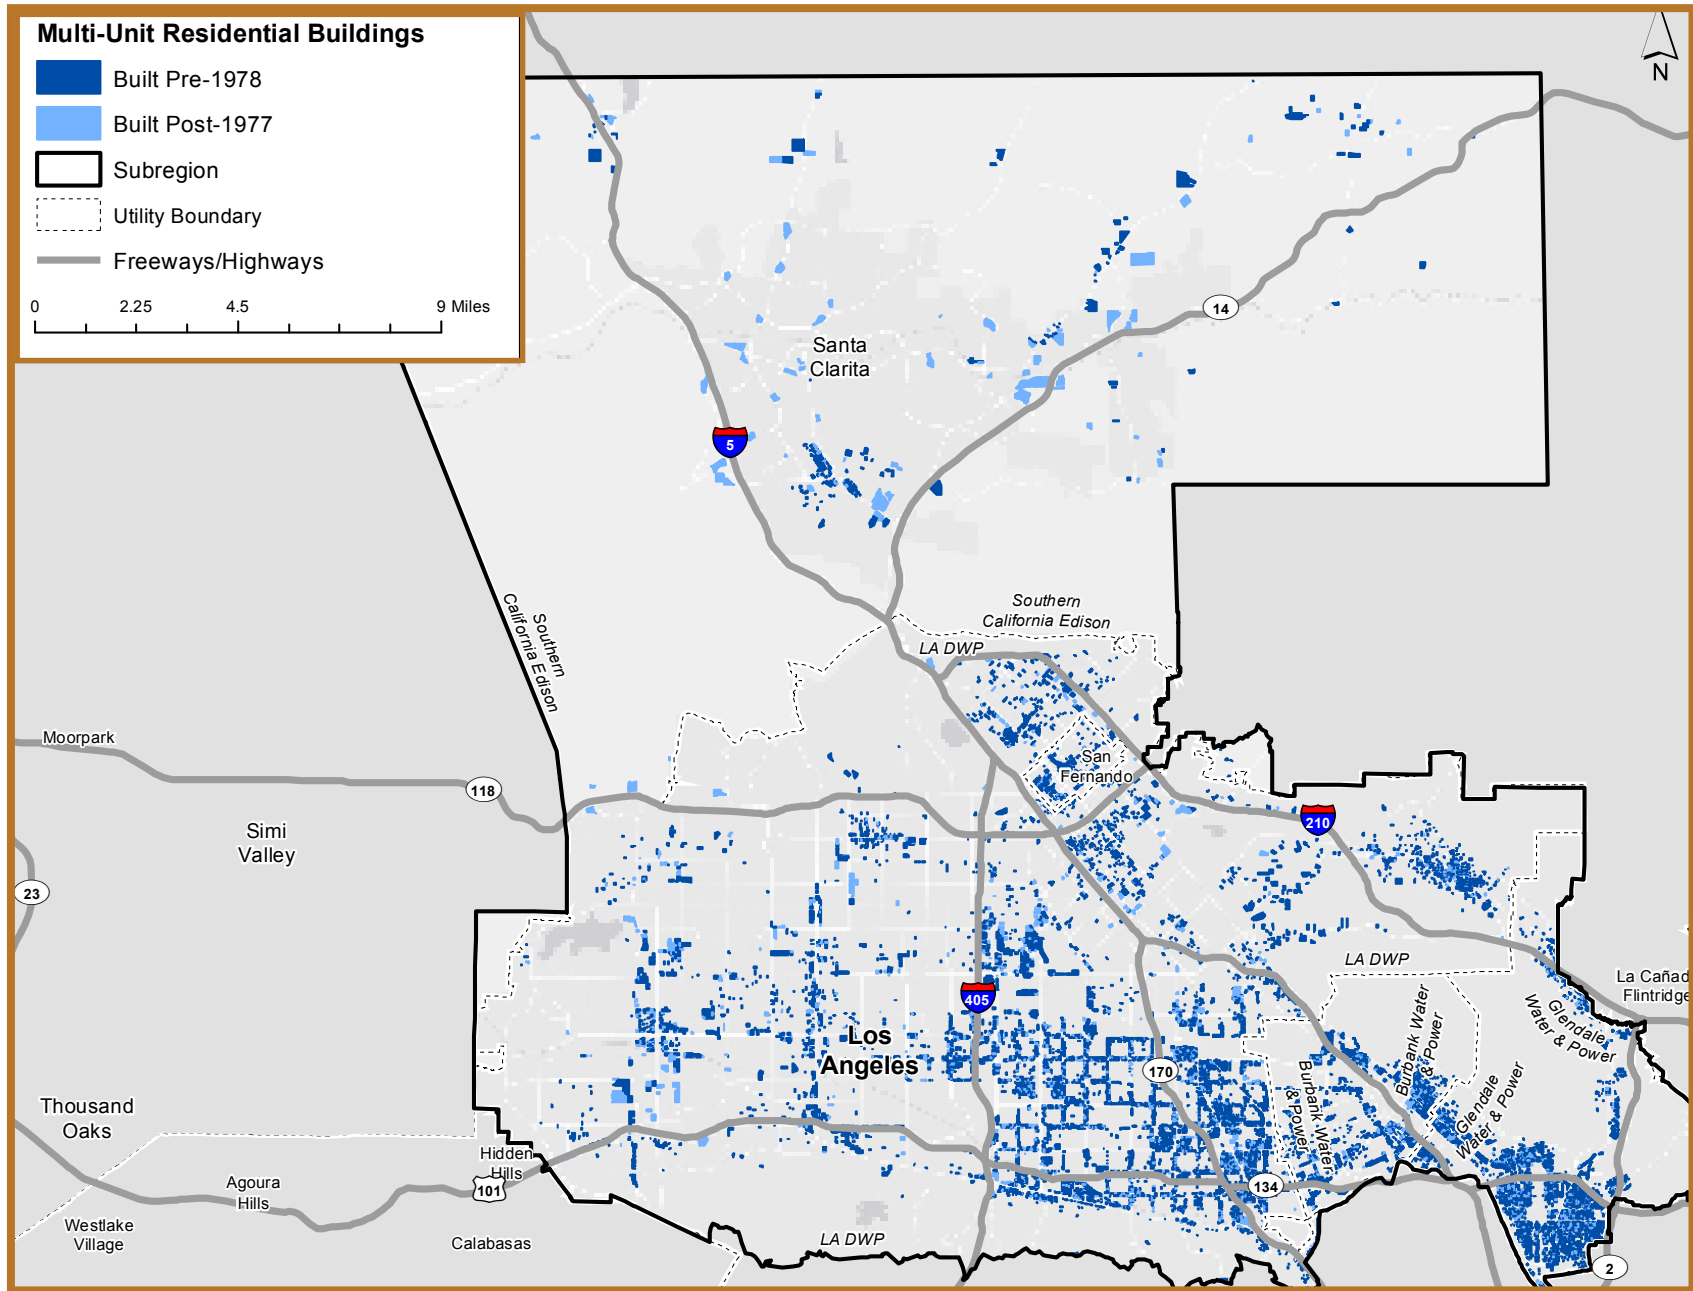 Multi-Unit Residential Buildings
Built Pre-1978
Built Post-1977
Subregion
Utility Boundary
Freeways/Highways
0 2.25 4.5 9 Miles
N
14
Santa
Clarita
5
Southern
California Edison
Southern
California Edison
LA DWP
Moorpark
San
Fernando
118
210
Simi
Valley
23
LA DWP
La Cañad
Flintridge
405
Glendale
Water & Power
Burbank Water
& Power
Los
Angeles
170
Burbank Water
& Power
Glendale
Water & Power
Thousand
Oaks
Hidden
Hills
101
134
Agoura
Hills
Westlake
Village
Calabasas
LA DWP
2